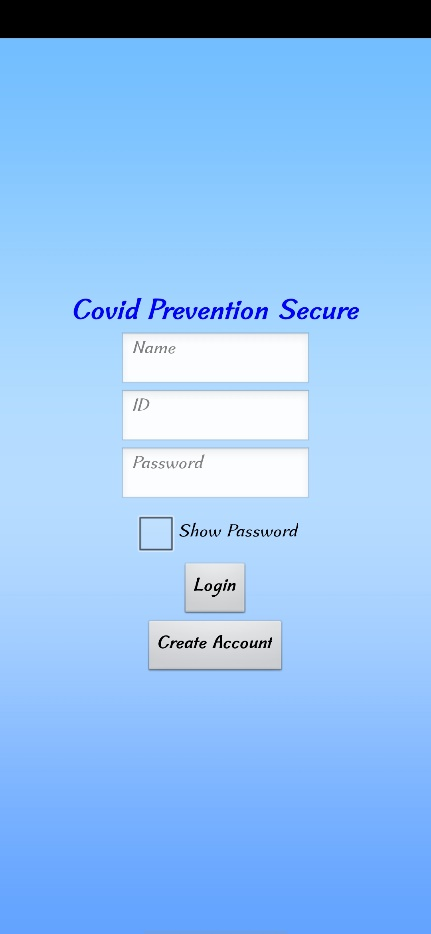 Covid Prevention Secure
Name
ID
Password
Show Password
Login
Create Account